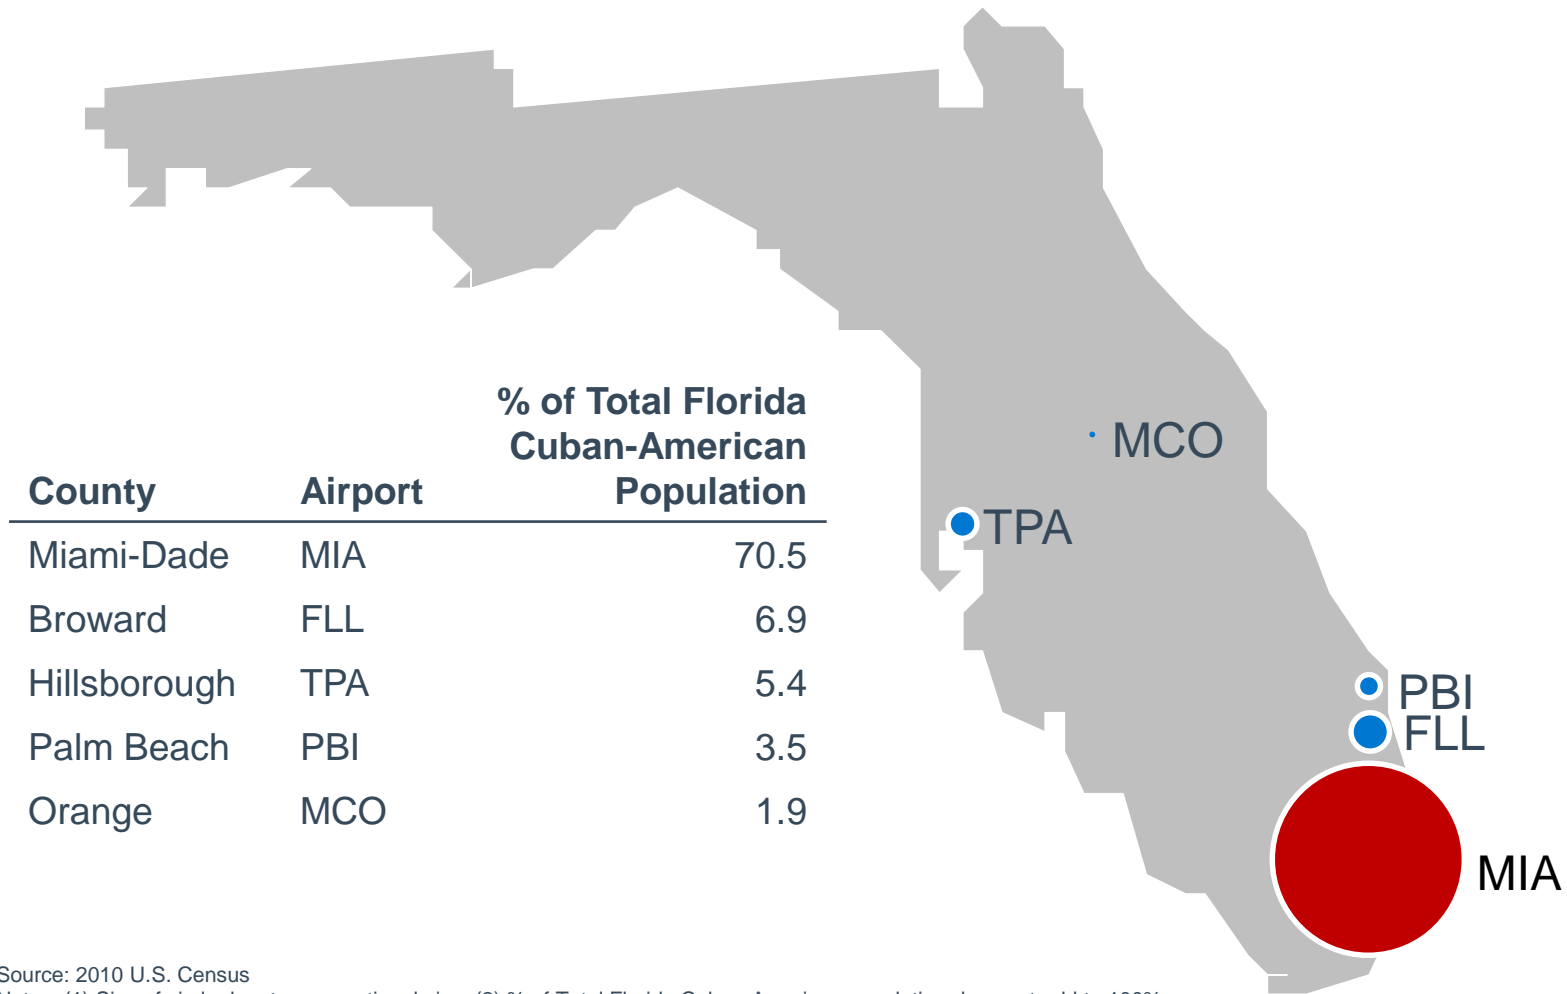 % of Total Florida
Cuban-American
County Airport Population
Miami-Dade MIA 70.5
Broward FLL 6.9
Hillsborough TPA 5.4
Palm Beach PBI 3.5
Orange MCO 1.9
MCO
TPA
PBI
FLL
MIA
Source: 2010 U.S. Census